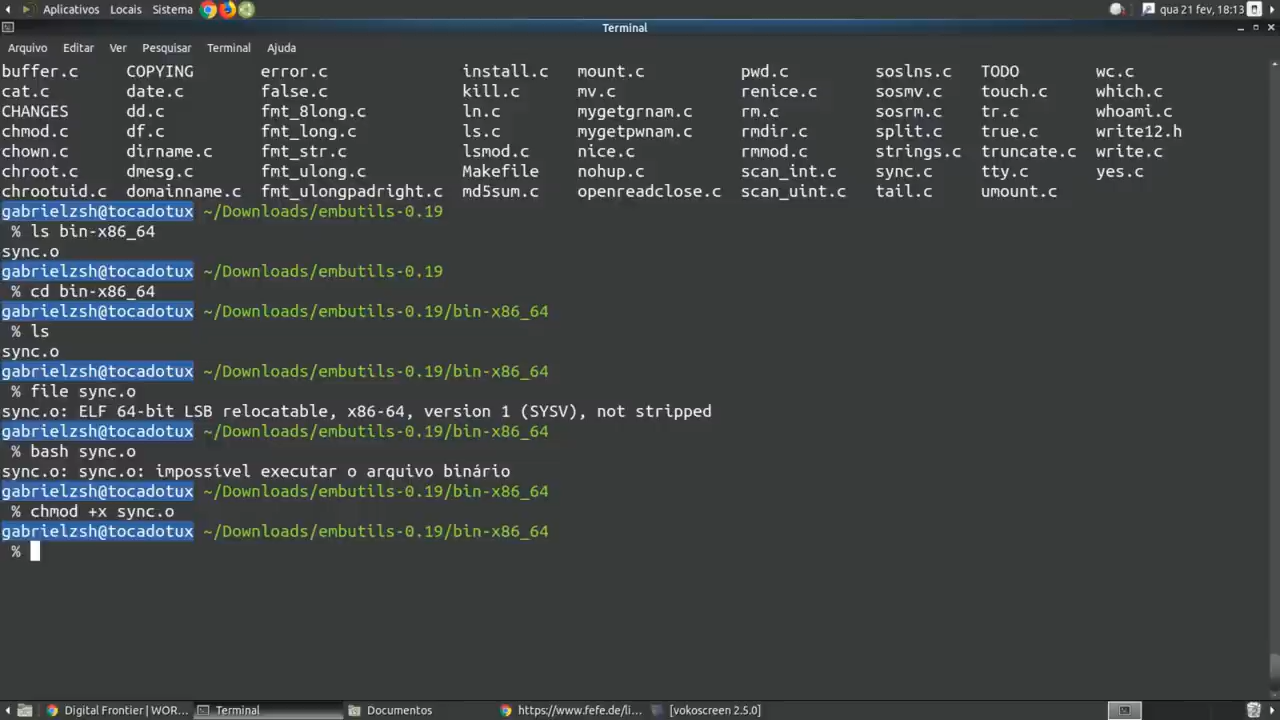 Aplicativos Locais Sistema qua 21 fev, 18:13
Terminal
Arquivo Editar Ver Pesquisar Terminal Ajuda
buffer.c COPYING error.c install.c mount.c pwd.c soslns.c TODO wc.c
cat.c date.c false.c kill.c mv.c renice.c sosmv.c touch.c which.c
CHANGES dd.c fmt_8long.c ln.c mygetgrnam.c rm.c sosrm.c tr.c whoami.c
chmod.c df.c fmt_long.c ls.c mygetpwnam.c rmdir.c split.c true.c write12.h
chown.c dirname.c fmt_str.c lsmod.c nice.c rmmod.c strings.c truncate.c write.c
chroot.c dmesg.c fmt_ulong.c Makefile nohup.c scan_int.c sync.c tty.c yes.c
chrootuid.c domainname.c fmt_ulongpadright.c md5sum.c openreadclose.c scan_uint.c tail.c umount.c
gabrielzsh@tocadotux ~/Downloads/embutils-0.19
% ls bin-x86_64
sync.o
gabrielzsh@tocadotux ~/Downloads/embutils-0.19
% cd bin-x86_64
gabrielzsh@tocadotux ~/Downloads/embutils-0.19/bin-x86_64
% ls
sync.o
gabrielzsh@tocadotux ~/Downloads/embutils-0.19/bin-x86_64
% file sync.o
sync.o: ELF 64-bit LSB relocatable, x86-64, version 1 (SYSV), not stripped
gabrielzsh@tocadotux ~/Downloads/embutils-0.19/bin-x86_64
% bash sync.o
sync.o: sync.o: impossível executar o arquivo binário
gabrielzsh@tocadotux ~/Downloads/embutils-0.19/bin-x86_64
% chmod +x sync.o
gabrielzsh@tocadotux ~/Downloads/embutils-0.19/bin-x86_64
%
Digital Frontier | WOR... Terminal Documentos https://www.fefe.de/li... [vokoscreen 2.5.0]